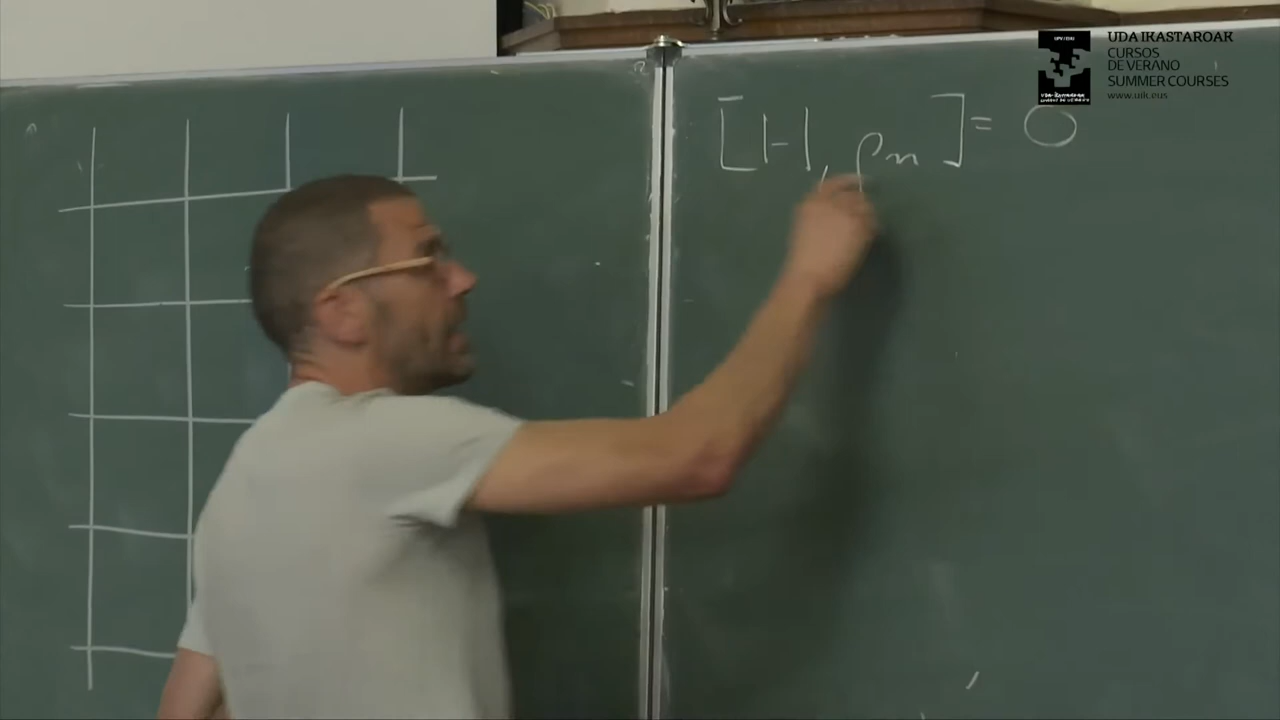 [H, ρn] = 0
UDA IKASTAROAK
CURSOS
DE VERANO
SUMMER COURSES
www.uik.eus